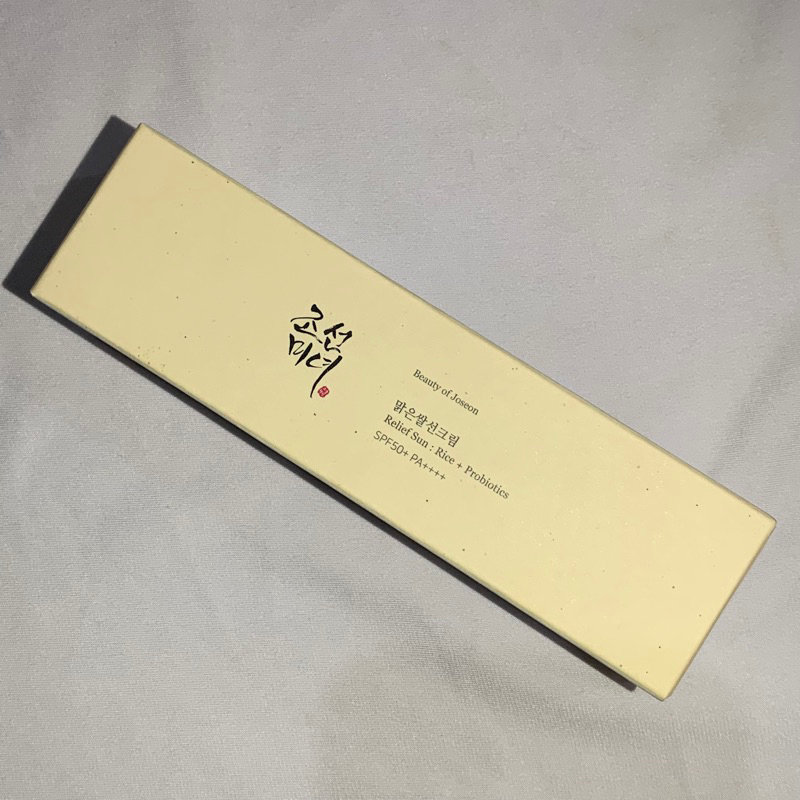 조선
미녀
Beauty of Joseon
맑은쌀선크림
Relief Sun : Rice + Probiotics
SPF50+ PA++++